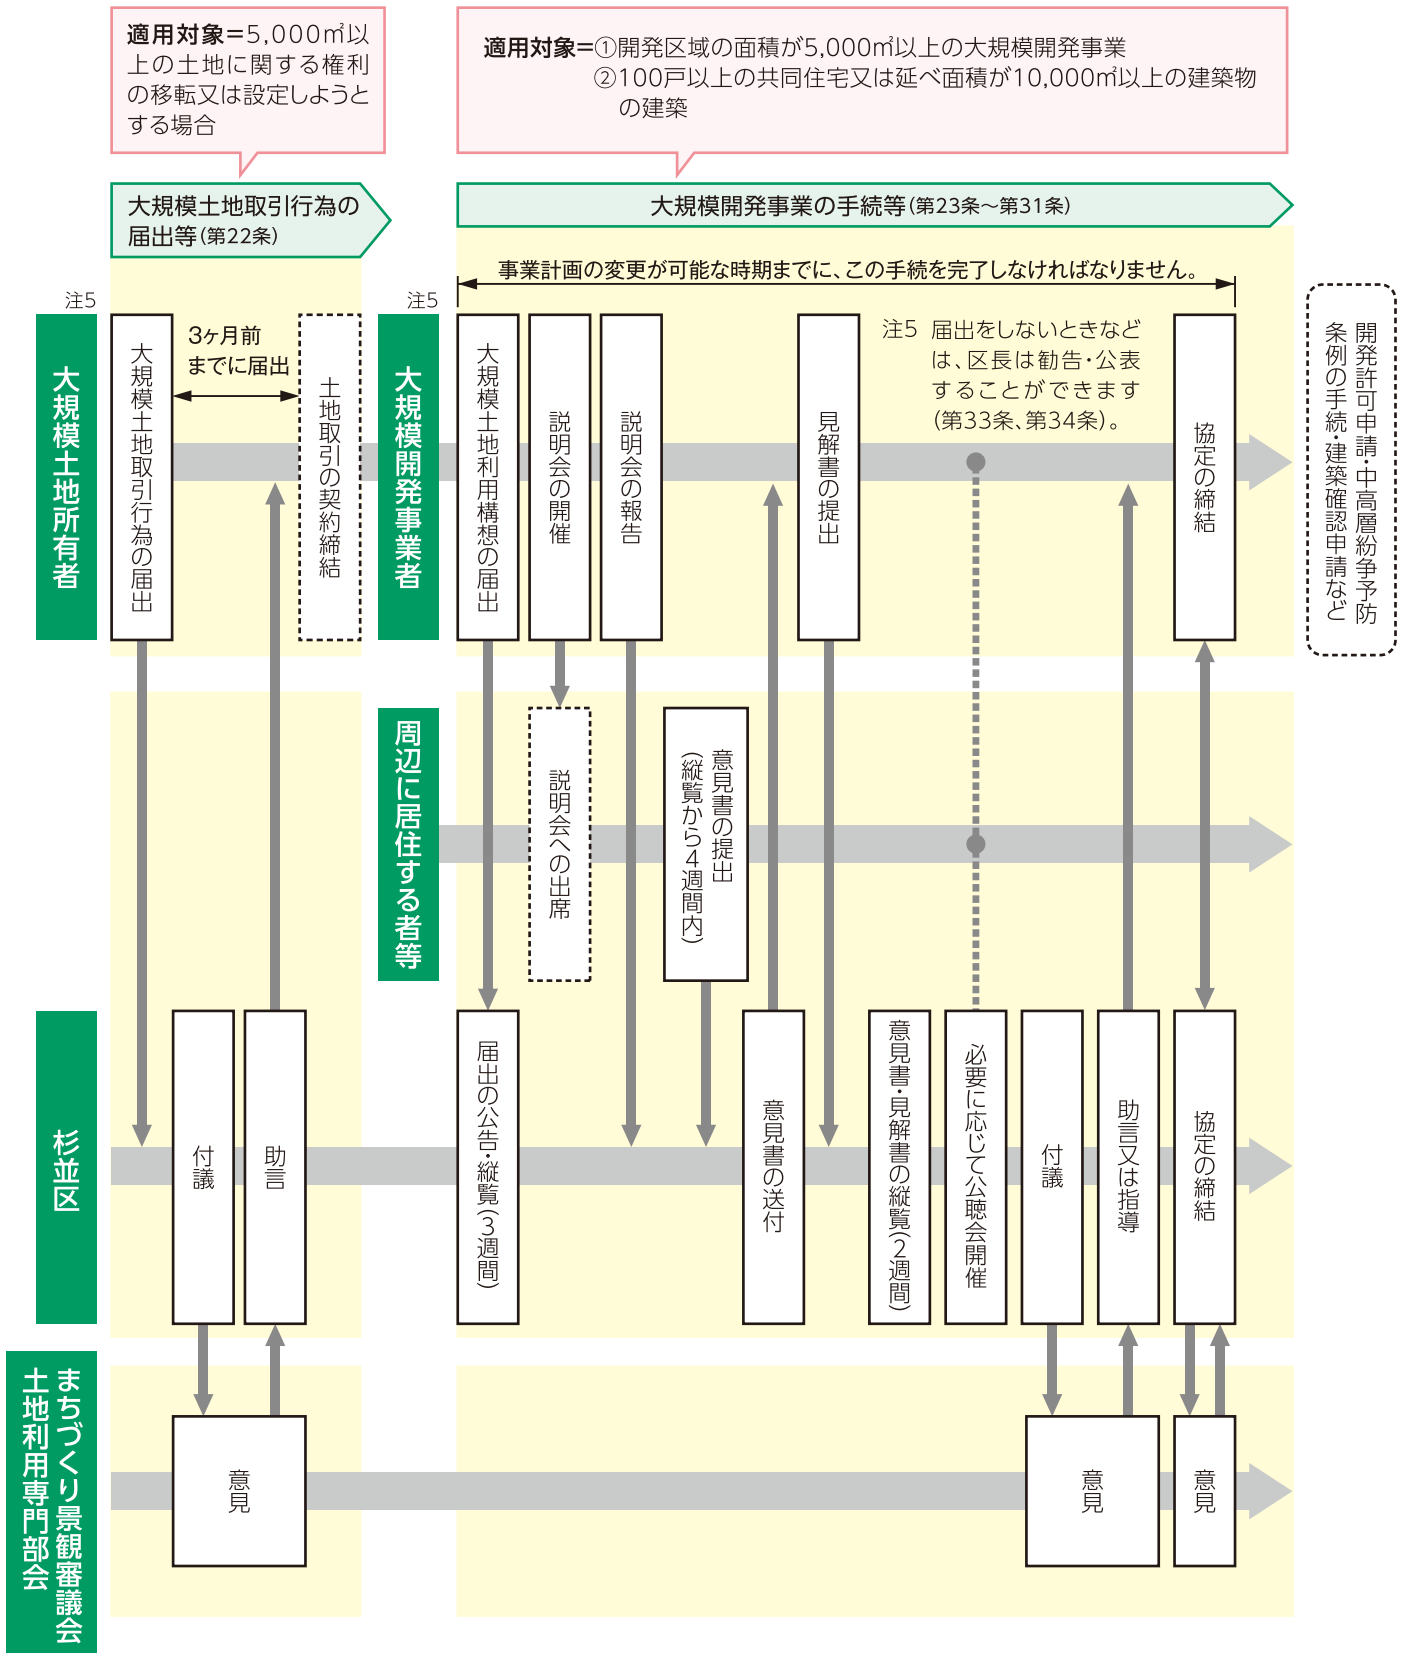 適用対象=5,000㎡以
上の土地に関する権利
の移転又は設定しようと
する場合
適用対象=①開発区域の面積が5,000㎡以上の大規模開発事業
②100戸以上の共同住宅又は延べ面積が10,000㎡以上の建築物
の建築
大規模土地取引行為の
届出等(第22条)
大規模開発事業の手続等(第23条～第31条)
事業計画の変更が可能な時期までに、この手続を完了しなければなりません。
注5
大規模土地所有者
大規模土地取引行為の届出
3ヶ月前
までに届出
土地取引の契約締結
注5
大規模開発事業者
大規模土地利用構想の届出
説明会の開催
説明会の報告
見解書の提出
注5 届出をしないときなど
は、区長は勧告・公表
することができます
(第33条、第34条)。
協定の締結
開発許可申請・中高層紛争予防
条例の手続・建築確認申請など
周辺に居住する者等
説明会への出席
意見書の提出
(縦覧から4週間内)
杉並区
付議
助言
届出の公告・縦覧(3週間)
意見書の送付
意見書・見解書の縦覧(2週間)
必要に応じて公聴会開催
付議
助言又は指導
協定の締結
まちづくり景観審議会
土地利用専門部会
意見
意見
意見